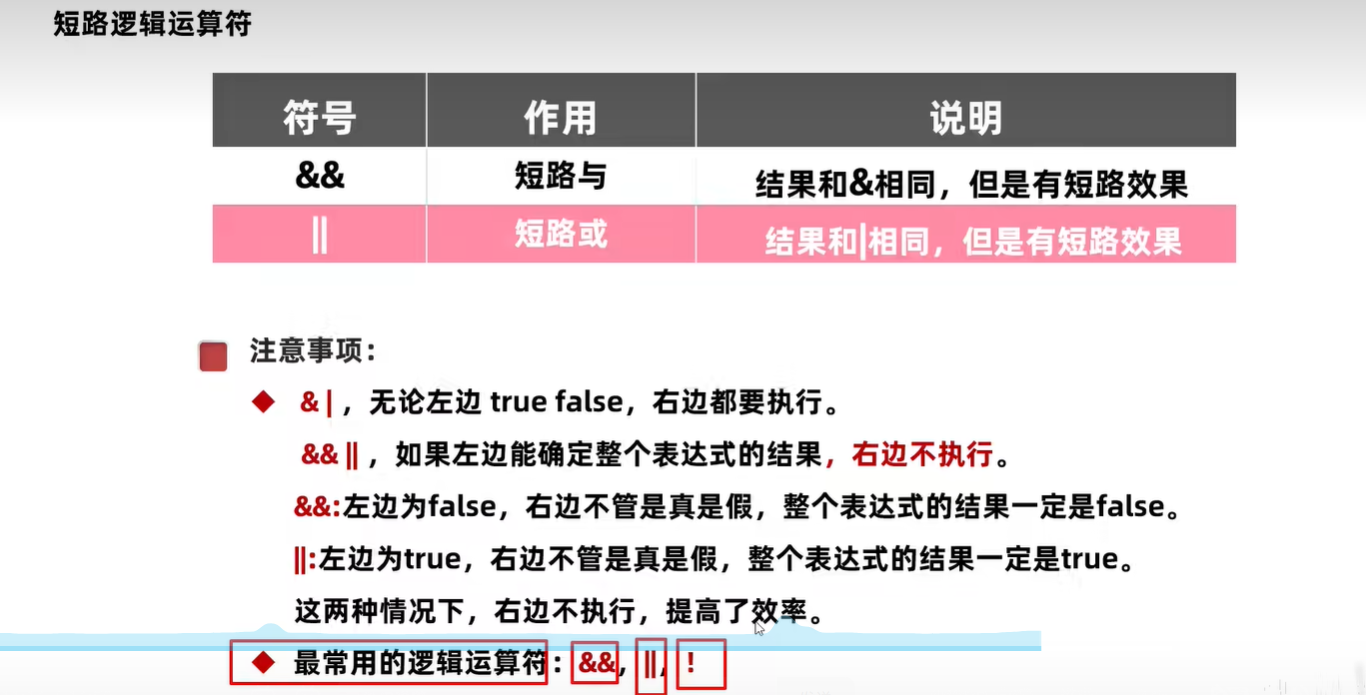 短路逻辑运算符
符号 作用 说明
&& 短路与 结果和&相同，但是有短路效果
|| 短路或 结果和|相同，但是有短路效果
注意事项：
& | ，无论左边 true false，右边都要执行。
&& || ，如果左边能确定整个表达式的结果，右边不执行。
&&:左边为false，右边不管是真是假，整个表达式的结果一定是false。
||:左边为true，右边不管是真是假，整个表达式的结果一定是true。
这两种情况下，右边不执行，提高了效率。
最常用的逻辑运算符：&&, ||, !